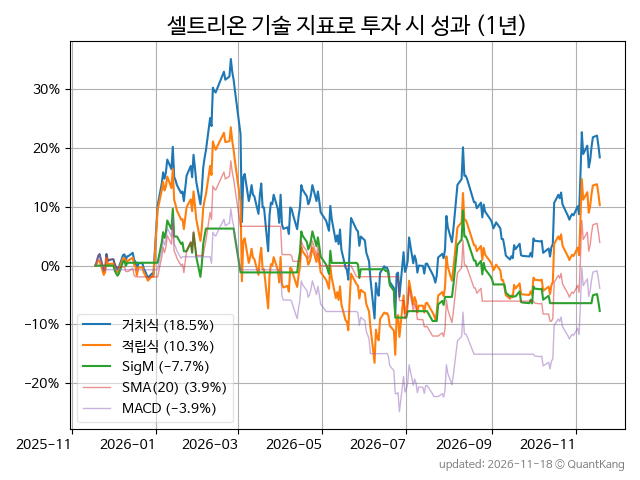 셀트리온 기술 지표로 투자 시 성과 (1년)
30%
20%
10%
0%
−10%
−20%
거치식 (18.5%)
적립식 (10.3%)
SigM (−7.7%)
SMA(20) (3.9%)
MACD (−3.9%)
2025-11 2026-01 2026-03 2026-05 2026-07 2026-09 2026-11
updated: 2026-11-18 © QuantKang